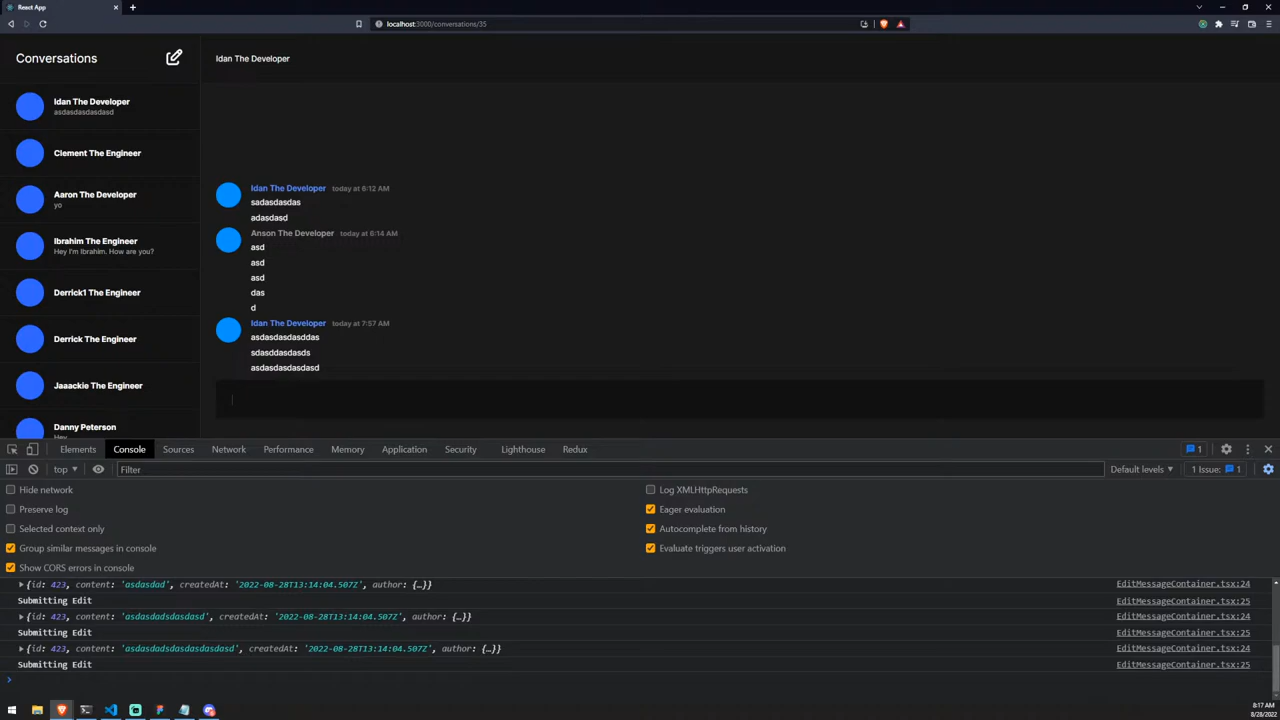 React App
localhost:3000/conversations/35
Conversations
Idan The Developer
Idan The Developer
asdasdasdasdasd
Clement The Engineer
Aaron The Developer
yo
Ibrahim The Engineer
Hey I'm Ibrahim. How are you?
Derrick1 The Engineer
Derrick The Engineer
Jaaackie The Engineer
Danny Peterson
Hey
Idan The Developer today at 6:12 AM
sadasdasdas
adasdasd
Anson The Developer today at 6:14 AM
asd
asd
asd
das
d
Idan The Developer today at 7:57 AM
asdasdasdasddas
sdasddasdasds
asdasdasdasdasd
Elements Console Sources Network Performance Memory Application Security Lighthouse Redux 1
top Filter Default levels 1 Issue: 1
Hide network Log XMLHttpRequests
Preserve log Eager evaluation
Selected context only Autocomplete from history
Group similar messages in console Evaluate triggers user activation
Show CORS errors in console
{id: 423, content: 'asdasdad', createdAt: '2022-08-28T13:14:04.507Z', author: {…}} EditMessageContainer.tsx:24
Submitting Edit EditMessageContainer.tsx:25
{id: 423, content: 'asdasdadsdasdasd', createdAt: '2022-08-28T13:14:04.507Z', author: {…}} EditMessageContainer.tsx:24
Submitting Edit EditMessageContainer.tsx:25
{id: 423, content: 'asdasdadsdasdasdasdasd', createdAt: '2022-08-28T13:14:04.507Z', author: {…}} EditMessageContainer.tsx:24
Submitting Edit EditMessageContainer.tsx:25
8:17 AM
8/28/2022